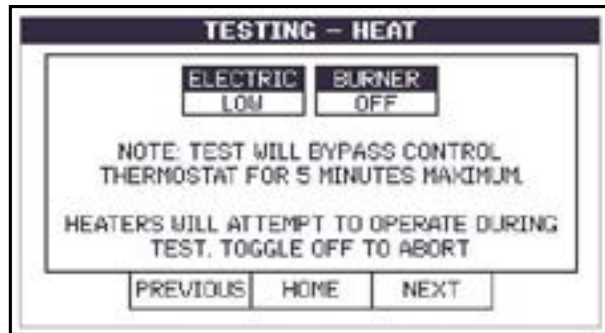 TESTING - HEAT
ELECTRIC BURNER
LOW OFF
NOTE: TEST WILL BYPASS CONTROL
THERMOSTAT FOR 5 MINUTES MAXIMUM.
HEATERS WILL ATTEMPT TO OPERATE DURING
TEST. TOGGLE OFF TO ABORT
PREVIOUS HOME NEXT